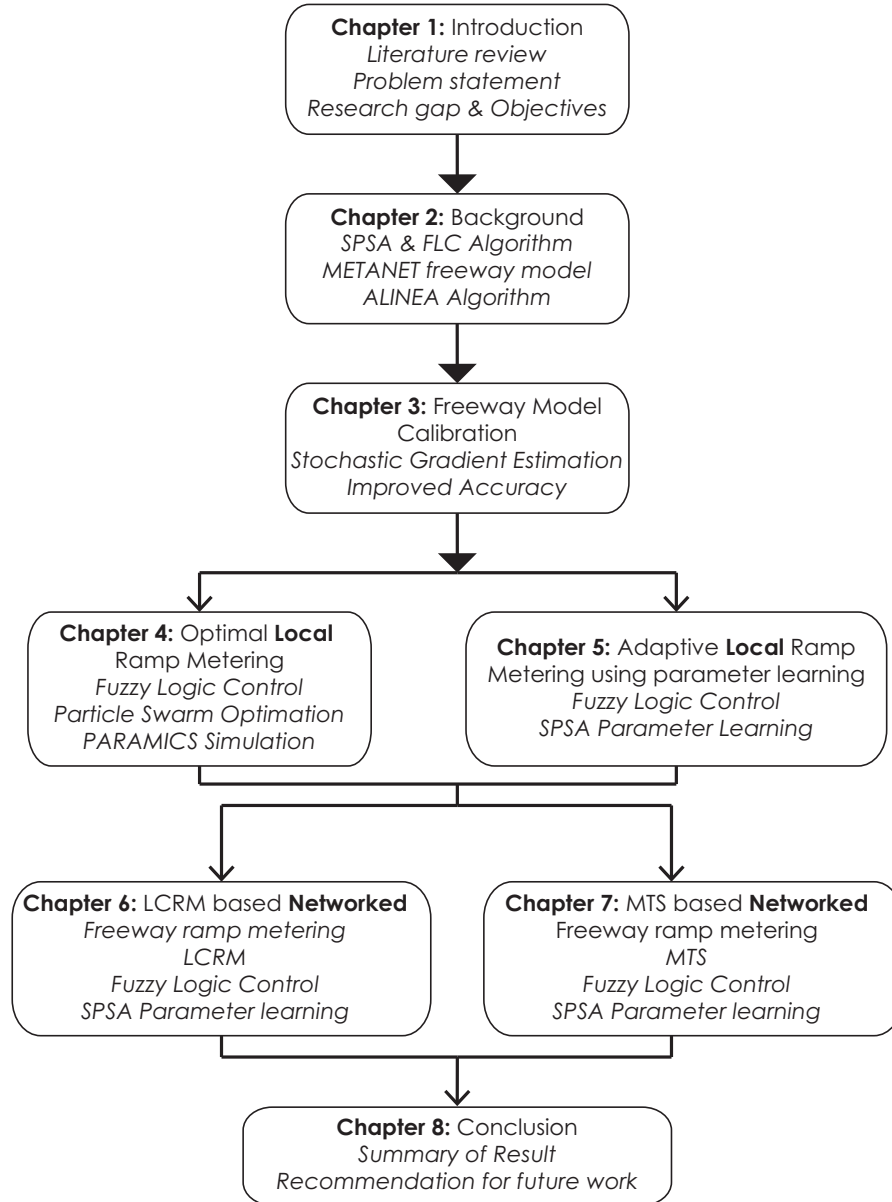 Chapter 1: Introduction
Literature review
Problem statement
Research gap & Objectives
Chapter 2: Background
SPSA & FLC Algorithm
METANET freeway model
ALINEA Algorithm
Chapter 3: Freeway Model
Calibration
Stochastic Gradient Estimation
Improved Accuracy
Chapter 4: Optimal Local
Ramp Metering
Fuzzy Logic Control
Particle Swarm Optimation
PARAMICS Simulation
Chapter 5: Adaptive Local Ramp
Metering using parameter learning
Fuzzy Logic Control
SPSA Parameter Learning
Chapter 6: LCRM based Networked
Freeway ramp metering
LCRM
Fuzzy Logic Control
SPSA Parameter learning
Chapter 7: MTS based Networked
Freeway ramp metering
MTS
Fuzzy Logic Control
SPSA Parameter learning
Chapter 8: Conclusion
Summary of Result
Recommendation for future work